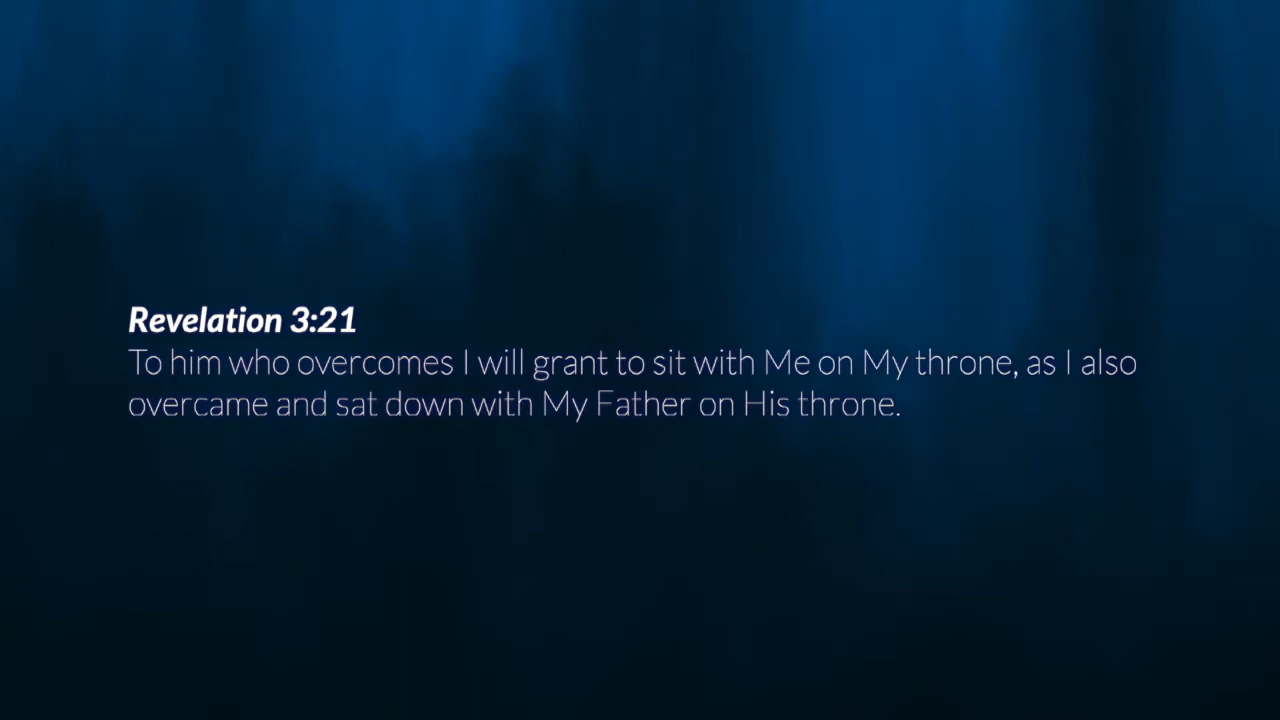 Revelation 3:21
To him who overcomes I will grant to sit with Me on My throne, as I also
overcame and sat down with My Father on His throne.